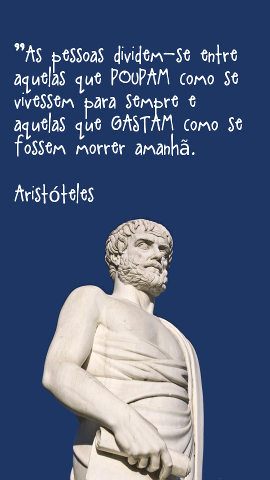 "As pessoas dividem-se entre
aquelas que POUPAM como se
vivessem para sempre e
aquelas que GASTAM como se
fossem morrer amanhã.
Aristóteles